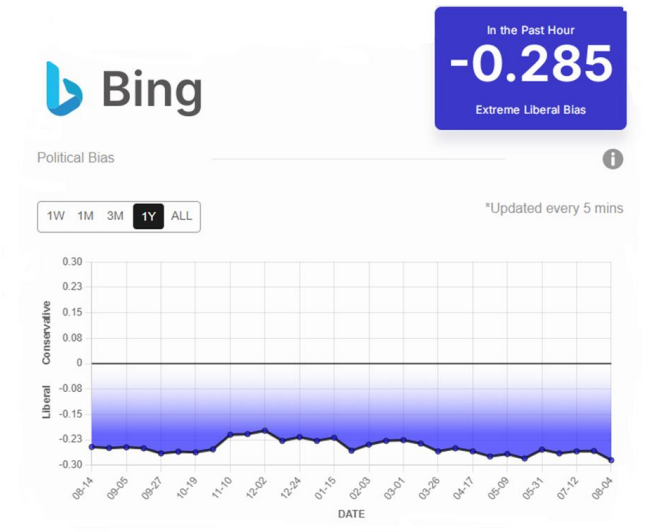 In the Past Hour
-0.285
Extreme Liberal Bias
Bing
Political Bias
i
*Updated every 5 mins
1W 1M 3M 1Y ALL
Conservative
Liberal
0.30
0.23
0.15
0.08
0
-0.08
-0.15
-0.23
-0.30
08-14 09-05 09-27 10-19 11-10 12-02 12-24 01-15 02-03 03-01 03-26 04-17 05-09 05-31 07-12 08-04
DATE